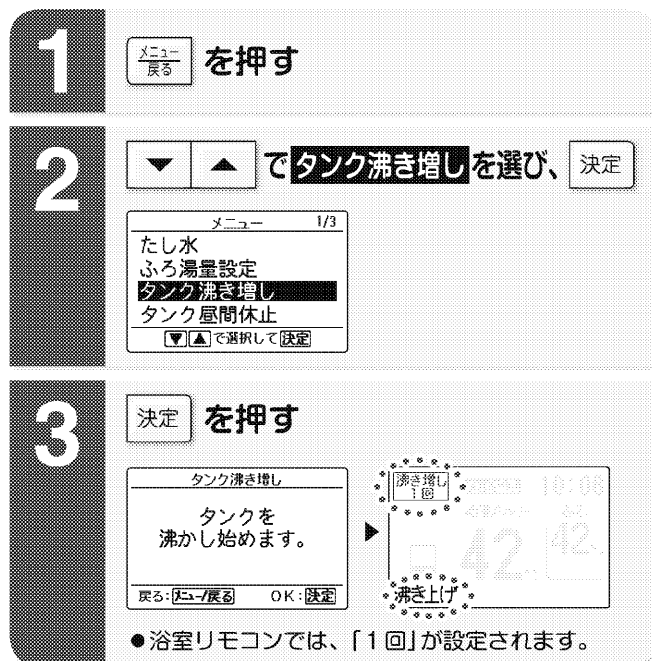 1
メニュー
戻る
を押す
2
▼ ▲ でタンク沸き増しを選び、 決定
メニュー 1/3
たし水
ふろ湯量設定
タンク沸き増し
タンク昼間休止
▼▲で選択して決定
3
決定 を押す
タンク沸き増し
タンクを
沸かし始めます。
戻る:メニュー/戻る OK:決定
沸き増し
1回
10:08
42
42
沸き上げ
●浴室リモコンでは、「1回」が設定されます。